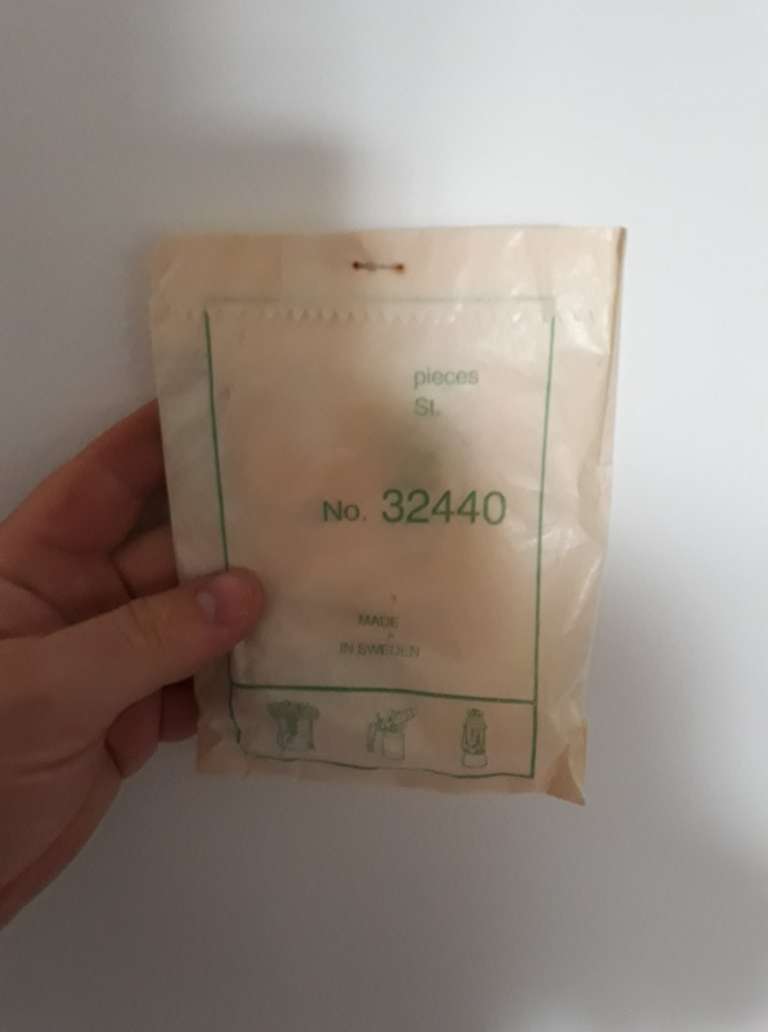 pieces
St.
No. 32440
MADE
IN SWEDEN